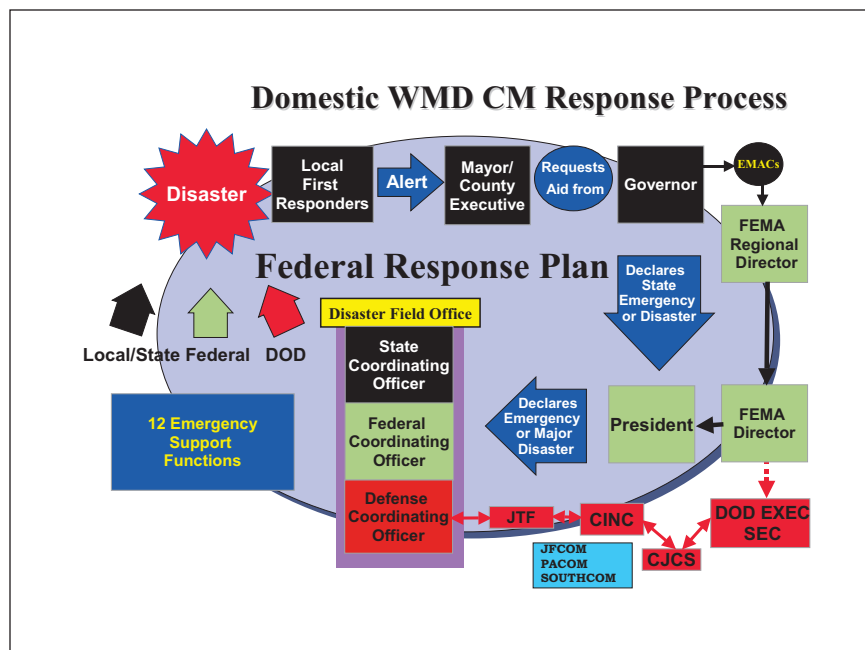 Domestic WMD CM Response Process
Disaster
Local
First
Responders
Alert
Mayor/
County
Executive
Requests
Aid from
Governor
EMACs
FEMA
Regional
Director
Federal Response Plan
Declares
State
Emergency
or Disaster
Local/State Federal DOD
Disaster Field Office
State
Coordinating
Officer
Federal
Coordinating
Officer
Defense
Coordinating
Officer
12 Emergency
Support
Functions
Declares
Emergency
or Major
Disaster
President
FEMA
Director
JTF
CINC
CJCS
DOD EXEC
SEC
JFCOM
PACOM
SOUTHCOM